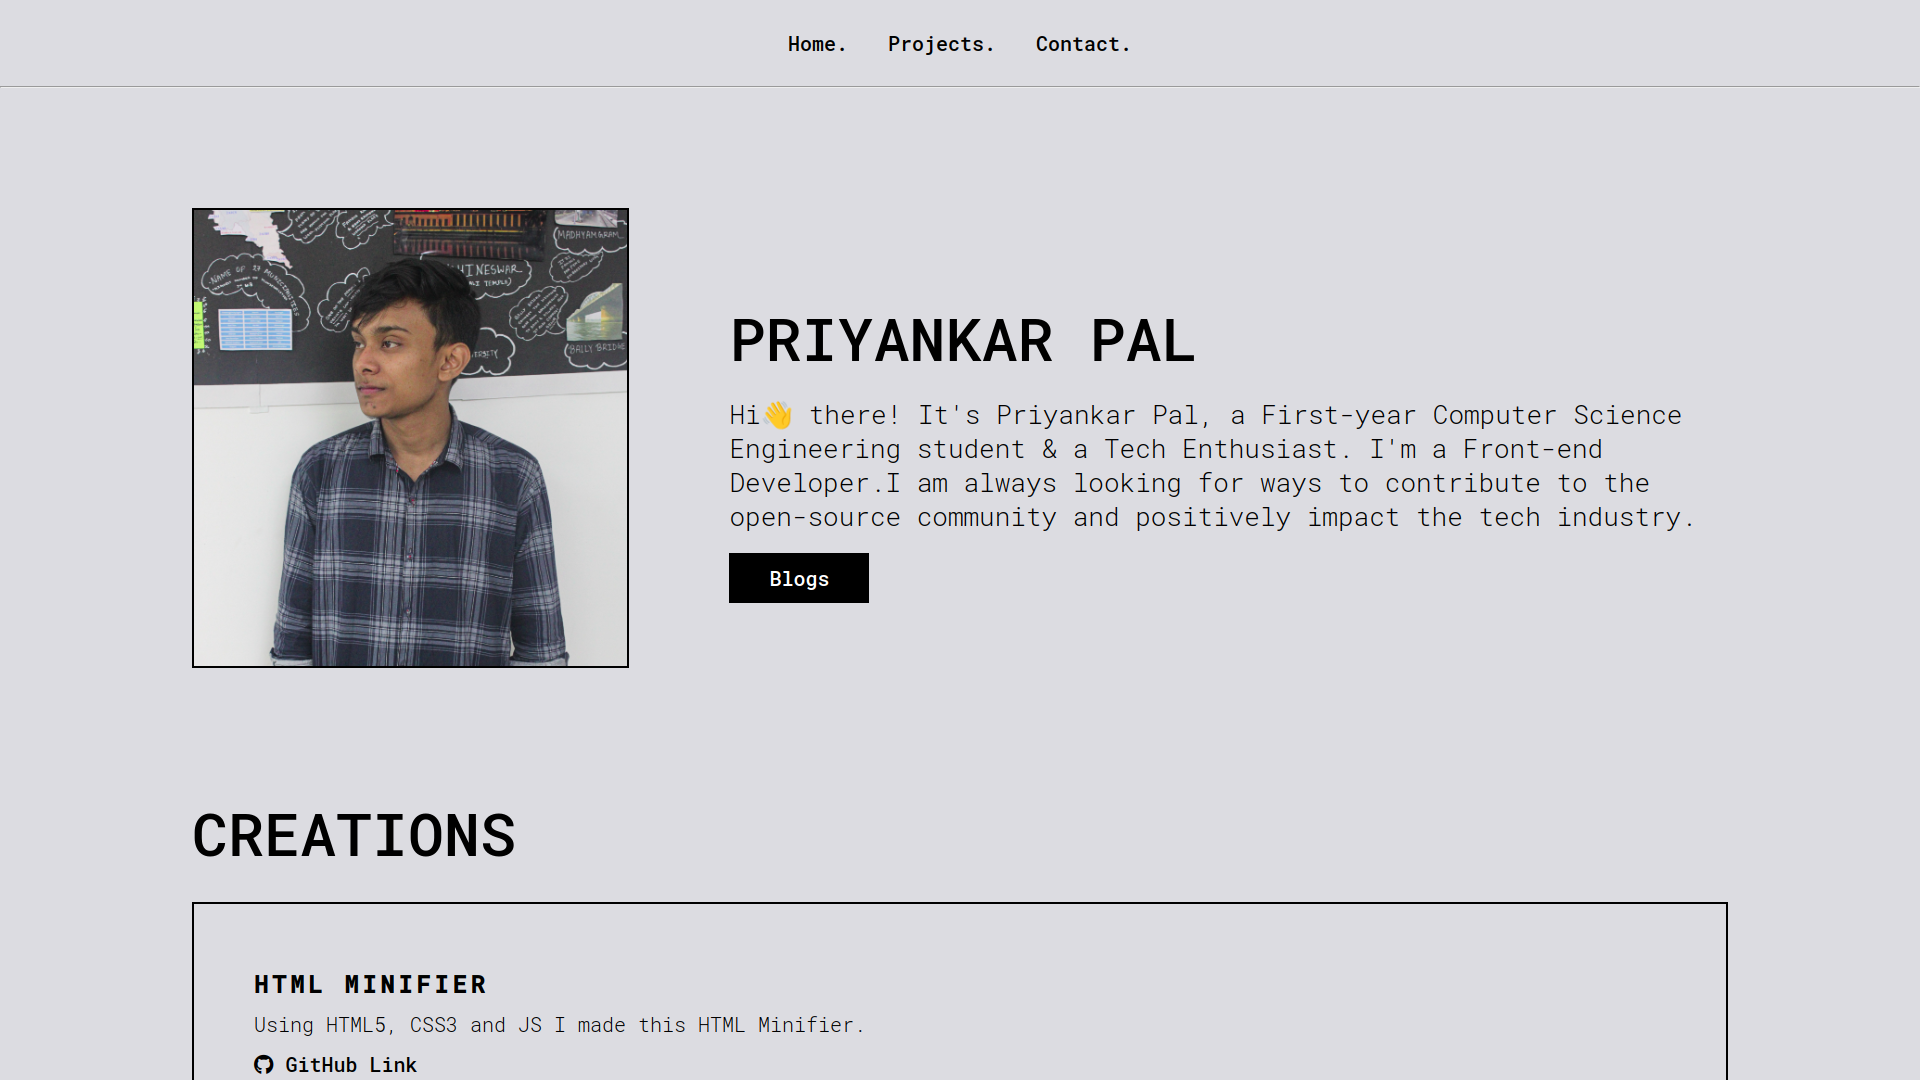 Home. Projects. Contact.
MADHYAMGRAM
NAME OF 27 MUNICIPALITIES
BALLY BRIDGE
PRIYANKAR PAL
Hi👋 there! It's Priyankar Pal, a First-year Computer Science
Engineering student & a Tech Enthusiast. I'm a Front-end
Developer.I am always looking for ways to contribute to the
open-source community and positively impact the tech industry.
Blogs
CREATIONS
HTML MINIFIER
Using HTML5, CSS3 and JS I made this HTML Minifier.
GitHub Link